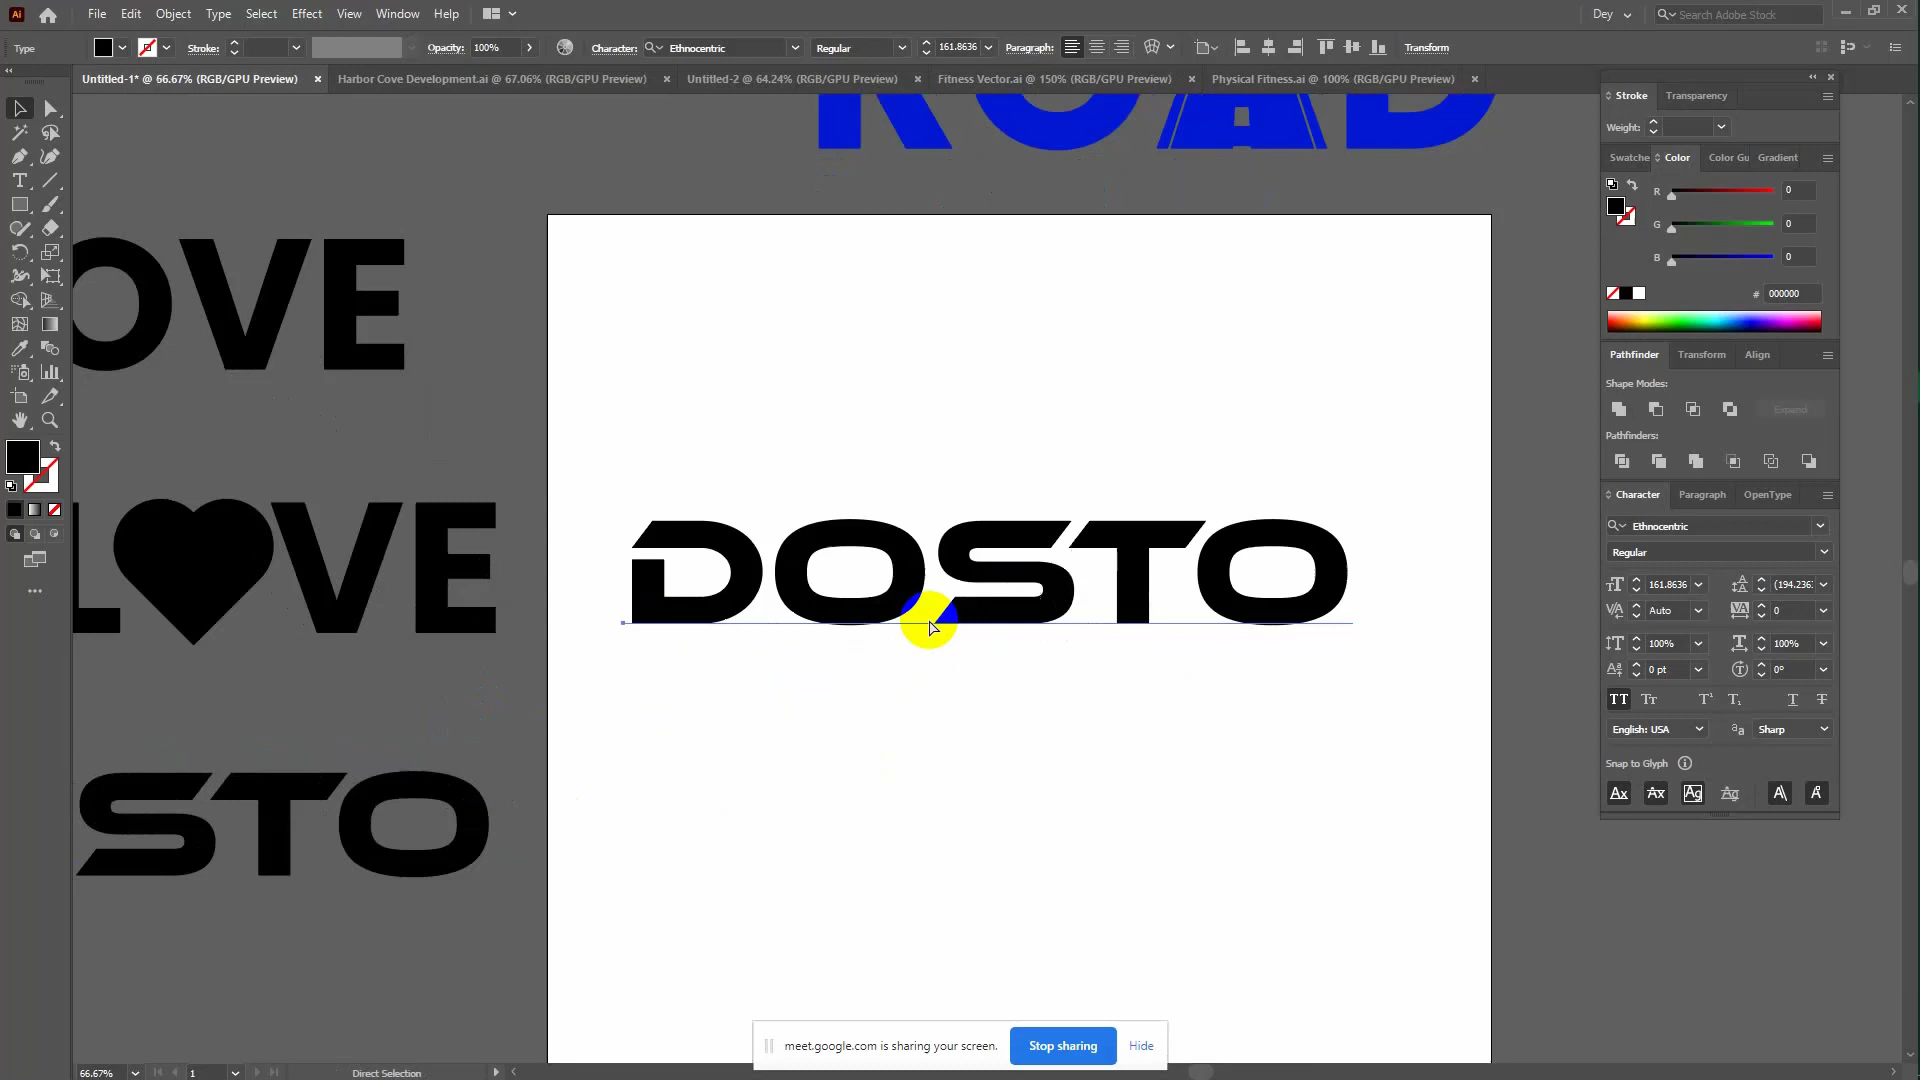 Ai File Edit Object Type Select Effect View Window Help Dey Search Adobe Stock
Type Stroke: Opacity: 100% Character: Ethnocentric Regular 161.8636 Paragraph: Transform
Untitled-1* @ 66.67% (RGB/GPU Preview) × Harbor Cove Development.ai @ 67.06% (RGB/GPU Preview) × Untitled-2 @ 64.24% (RGB/GPU Preview) × Fitness Vector.ai @ 150% (RGB/GPU Preview) × Physical Fitness.ai @ 100% (RGB/GPU Preview) ×
Stroke Transparency
Weight:
Swatche Color Color Gu Gradient
R 0
G 0
B 0
# 000000
Pathfinder Transform Align
Shape Modes:
Expand
Pathfinders:
Character Paragraph OpenType
Ethnocentric
Regular
161.8636 (194.236:
Auto 0
100% 100%
0 pt 0°
English: USA Sharp
Snap to Glyph
ROAD
OVE
L VE
STO
DOSTO
meet.google.com is sharing your screen. Stop sharing Hide
66.67% 1 Direct Selection